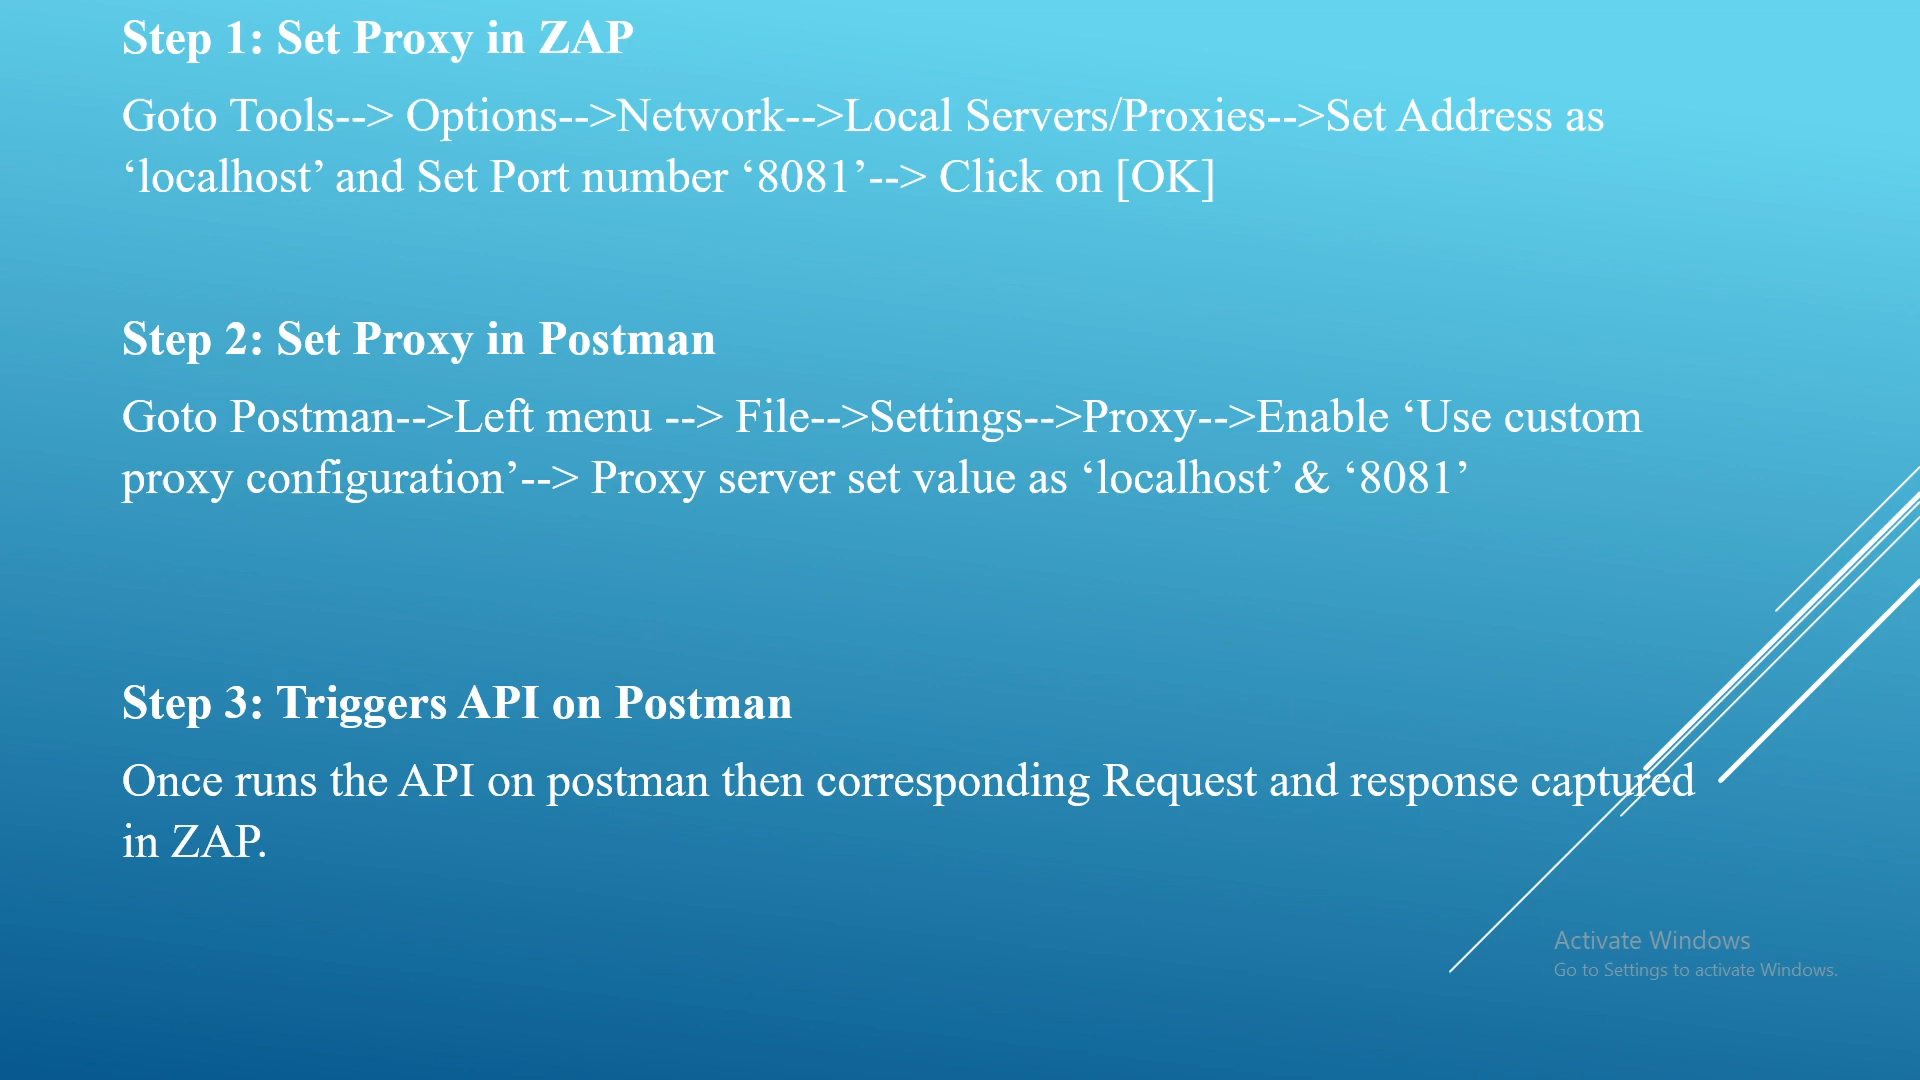 Step 1: Set Proxy in ZAP
Goto Tools--> Options-->Network-->Local Servers/Proxies-->Set Address as
‘localhost’ and Set Port number ‘8081’--> Click on [OK]
Step 2: Set Proxy in Postman
Goto Postman-->Left menu --> File-->Settings-->Proxy-->Enable ‘Use custom
proxy configuration’--> Proxy server set value as ‘localhost’ & ‘8081’
Step 3: Triggers API on Postman
Once runs the API on postman then corresponding Request and response captured
in ZAP.
Activate Windows
Go to Settings to activate Windows.